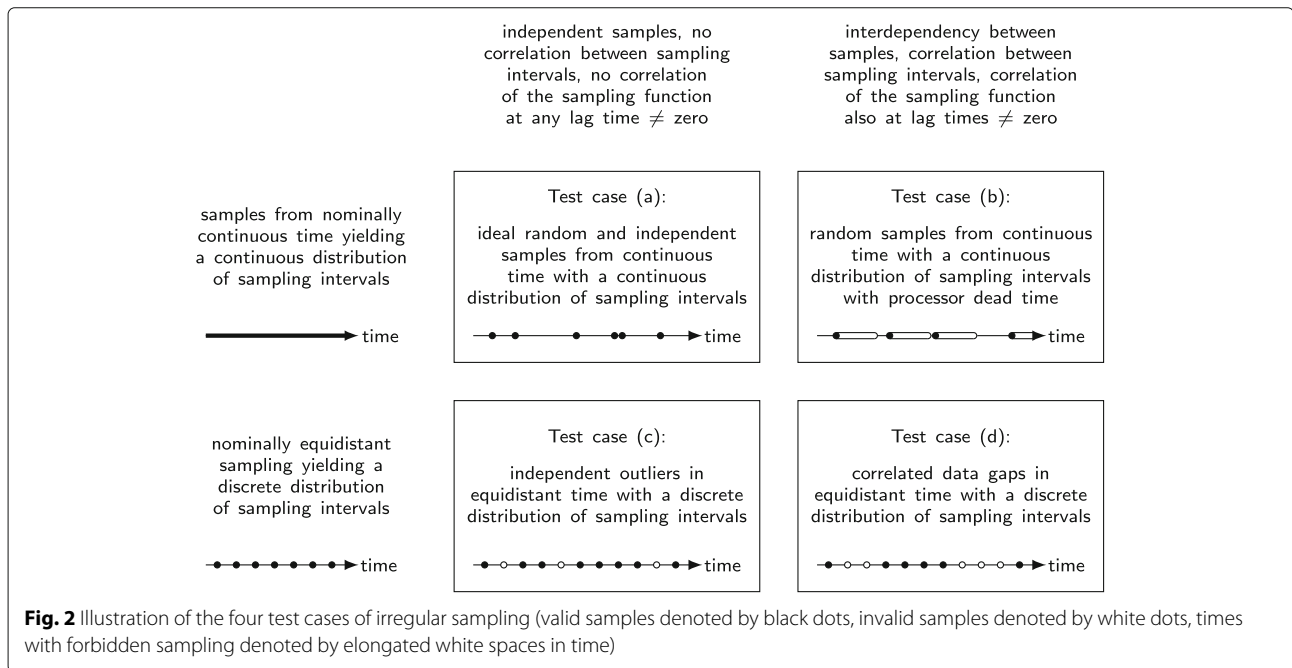 independent samples, no
correlation between sampling
intervals, no correlation
of the sampling function
at any lag time ≠ zero
interdependency between
samples, correlation between
sampling intervals, correlation
of the sampling function
also at lag times ≠ zero
samples from nominally
continuous time yielding
a continuous distribution
of sampling intervals
time
Test case (a):
ideal random and independent
samples from continuous
time with a continuous
distribution of sampling intervals
time
Test case (b):
random samples from continuous
time with a continuous
distribution of sampling intervals
with processor dead time
time
nominally equidistant
sampling yielding a
discrete distribution
of sampling intervals
time
Test case (c):
independent outliers in
equidistant time with a discrete
distribution of sampling intervals
time
Test case (d):
correlated data gaps in
equidistant time with a discrete
distribution of sampling intervals
time
Fig. 2 Illustration of the four test cases of irregular sampling (valid samples denoted by black dots, invalid samples denoted by white dots, times
with forbidden sampling denoted by elongated white spaces in time)